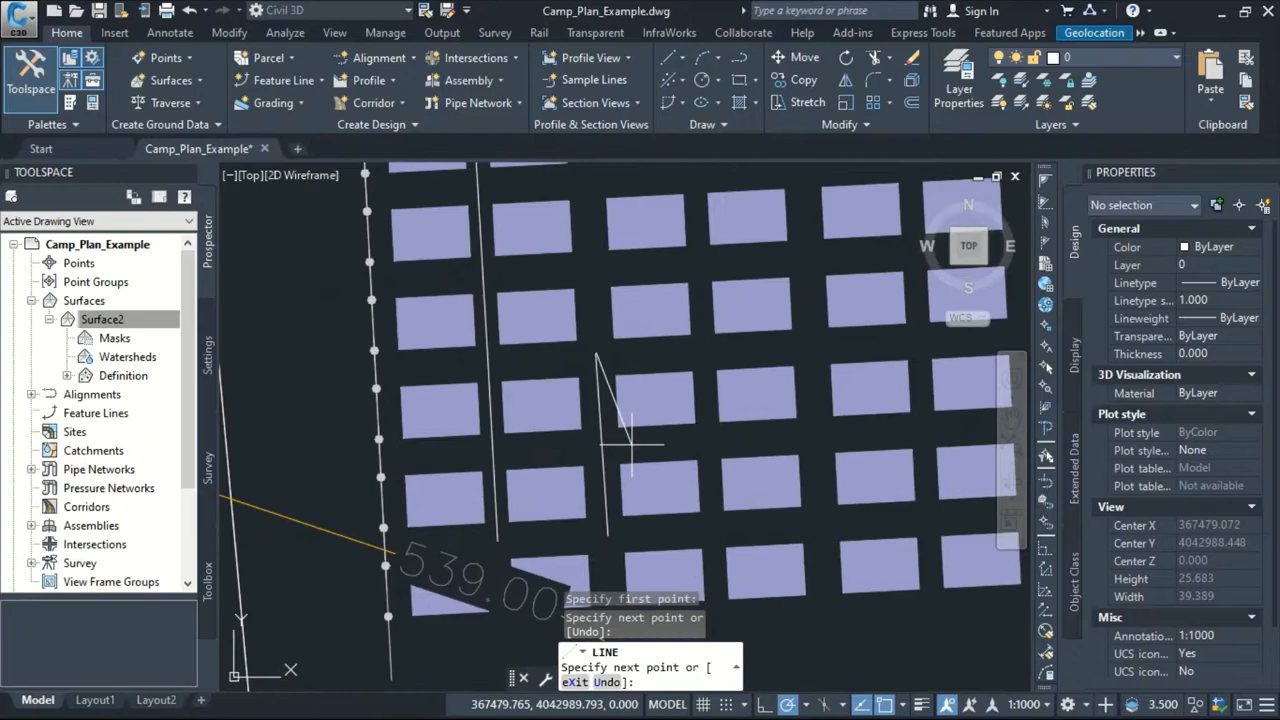 C3D
Civil 3D
Camp_Plan_Example.dwg
Type a keyword or phrase
Sign In
Home Insert Annotate Modify Analyze View Manage Output Survey Rail Transparent InfraWorks Collaborate Help Add-ins Express Tools Featured Apps Geolocation
Toolspace
Points
Surfaces
Traverse
Parcel
Feature Line
Grading
Alignment
Profile
Corridor
Intersections
Assembly
Pipe Network
Profile View
Sample Lines
Section Views
Move
Copy
Stretch
Layer
Properties
0
Paste
Palettes
Create Ground Data
Create Design
Profile & Section Views
Draw
Modify
Layers
Clipboard
Start
Camp_Plan_Example*
TOOLSPACE
Active Drawing View
Camp_Plan_Example
Points
Point Groups
Surfaces
Surface2
Masks
Watersheds
Definition
Alignments
Feature Lines
Sites
Catchments
Pipe Networks
Pressure Networks
Corridors
Assemblies
Intersections
Survey
View Frame Groups
Prospector
Settings
Survey
Toolbox
[−][Top][2D Wireframe]
N
W
TOP
E
S
WCS
539.00
Y
X
Specify first point:
Specify next point or
[Undo]:
LINE
Specify next point or [
eXit Undo]:
PROPERTIES
No selection
General
Color ByLayer
Layer 0
Linetype ByLayer
Linetype s... 1.000
Lineweight ByLayer
Transpare... ByLayer
Thickness 0.000
3D Visualization
Material ByLayer
Plot style
Plot style ByColor
Plot style... None
Plot table... Model
Plot table... Not available
View
Center X 367479.072
Center Y 4042988.448
Center Z 0.000
Height 25.683
Width 39.389
Misc
Annotatio... 1:1000
UCS icon... Yes
UCS icon... No
Design
Display
Extended Data
Object Class
Model Layout1 Layout2
367479.765, 4042989.793, 0.000 MODEL
1:1000
3.500